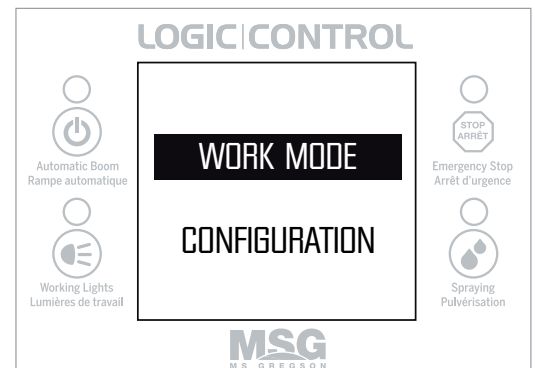 LOGIC|CONTROL
Automatic Boom
Rampe automatique
Working Lights
Lumières de travail
WORK MODE
CONFIGURATION
STOP
ARRÊT
Emergency Stop
Arrêt d'urgence
Spraying
Pulvérisation
MSG
MS GREGSON